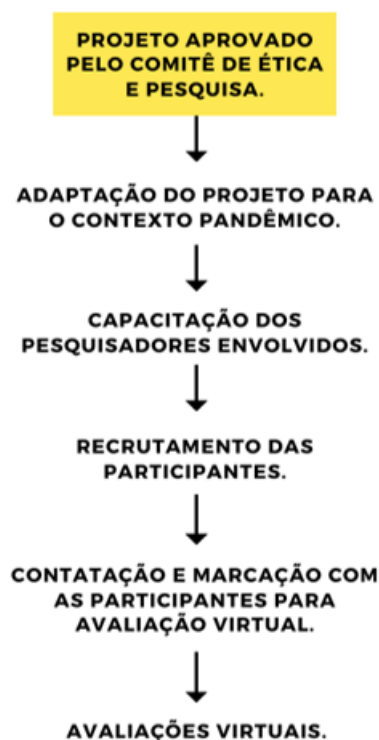 PROJETO APROVADO
PELO COMITÊ DE ÉTICA
E PESQUISA.
ADAPTAÇÃO DO PROJETO PARA
O CONTEXTO PANDÊMICO.
CAPACITAÇÃO DOS
PESQUISADORES ENVOLVIDOS.
RECRUTAMENTO DAS
PARTICIPANTES.
CONTATAÇÃO E MARCAÇÃO COM
AS PARTICIPANTES PARA
AVALIAÇÃO VIRTUAL.
AVALIAÇÕES VIRTUAIS.